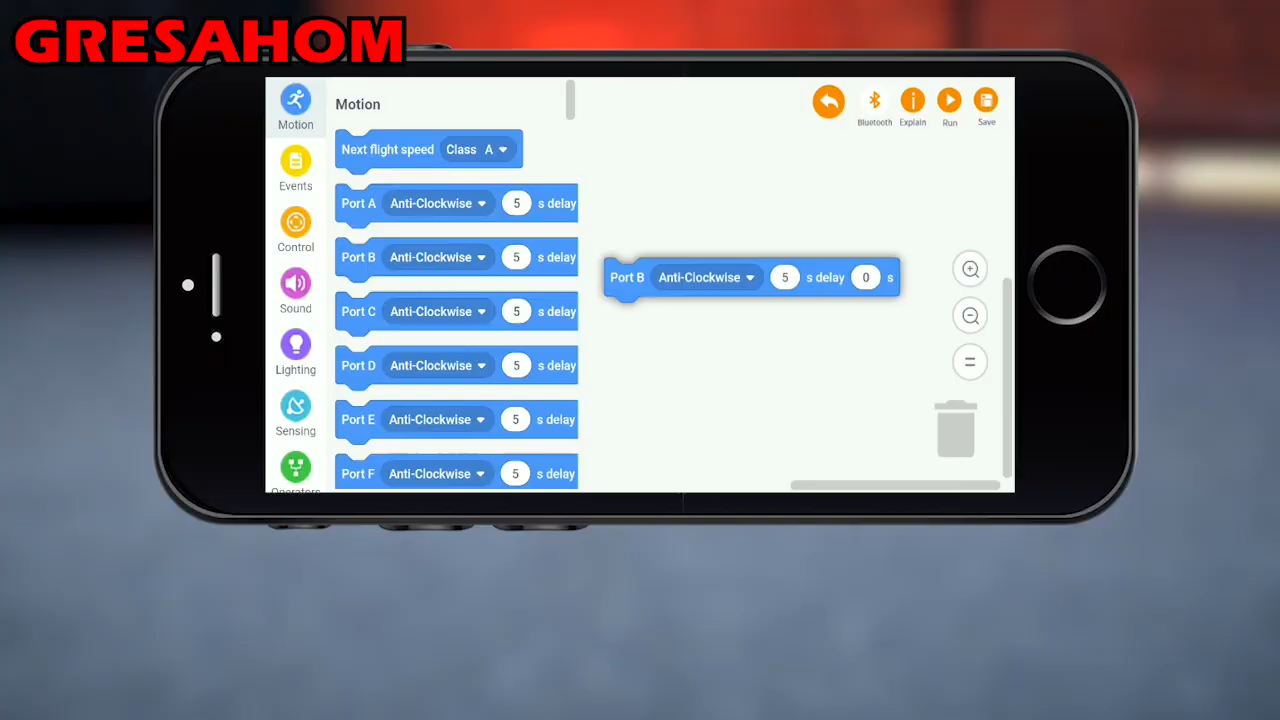 GRESAHOM
Motion
Events
Control
Sound
Lighting
Sensing
Operators
Motion
Next flight speed Class A
Port A Anti-Clockwise 5 s delay
Port B Anti-Clockwise 5 s delay
Port C Anti-Clockwise 5 s delay
Port D Anti-Clockwise 5 s delay
Port E Anti-Clockwise 5 s delay
Port F Anti-Clockwise 5 s delay
Bluetooth Explain Run Save
Port B Anti-Clockwise 5 s delay 0 s